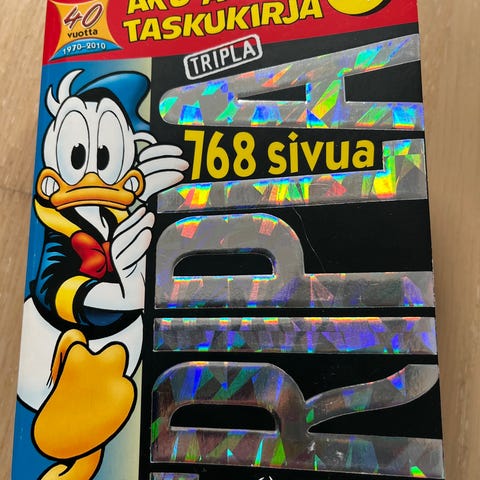 40
vuotta
1970-2010
TASKUKIRJA
TRIPLA
768 sivua
TRIPLA